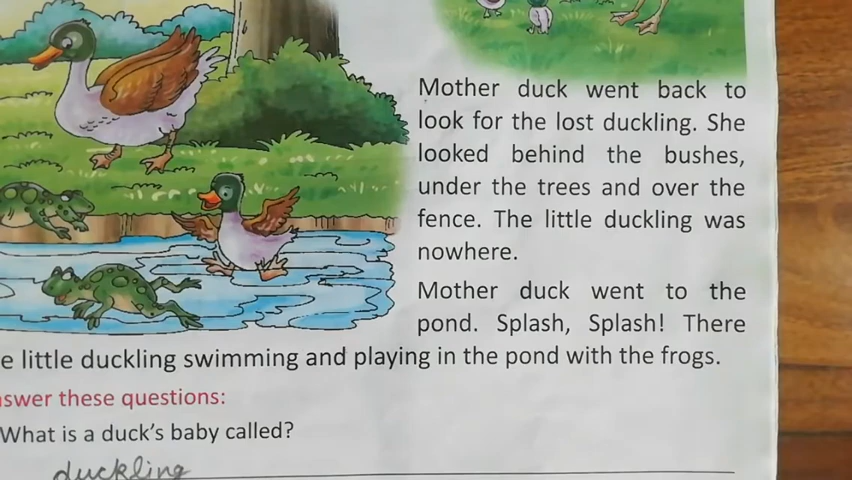 Mother duck went back to
look for the lost duckling. She
looked behind the bushes,
under the trees and over the
fence. The little duckling was
nowhere.
Mother duck went to the
pond. Splash, Splash! There
little duckling swimming and playing in the pond with the frogs.
these questions:
What is a duck's baby called?
duckling